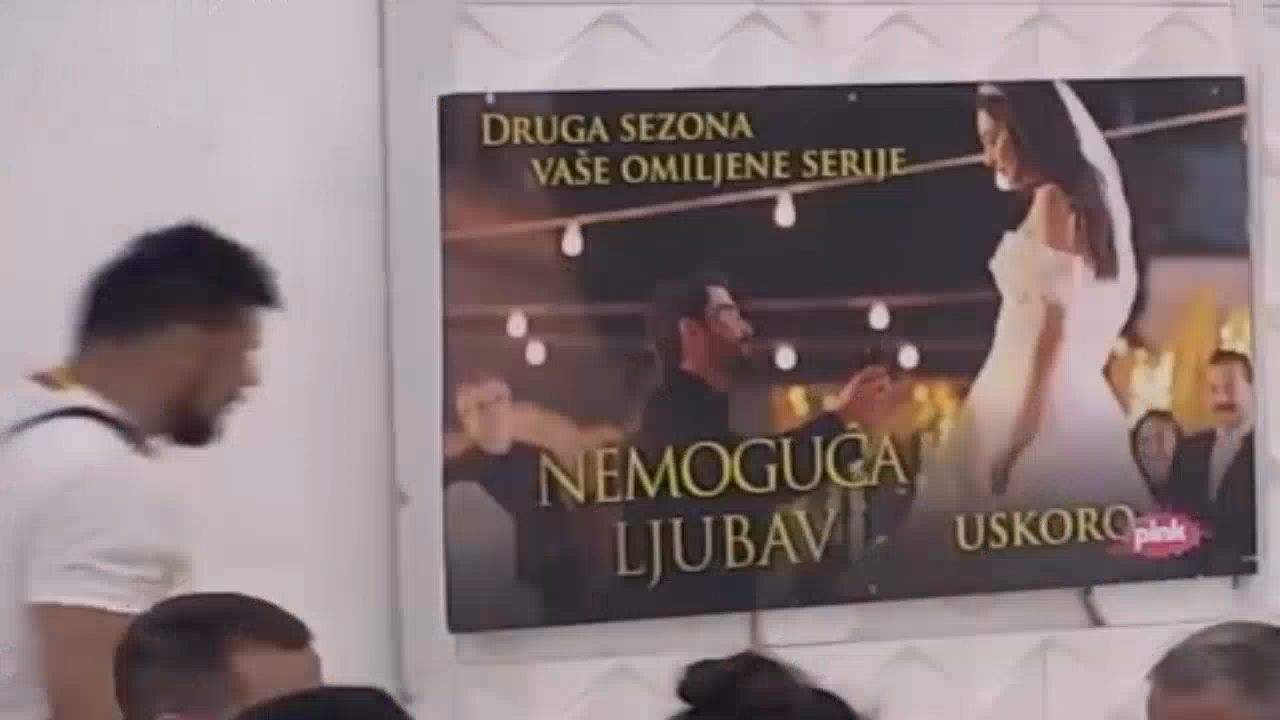 DRUGA SEZONA
VAŠE OMILJENE SERIJE
NEMOGUĆA
LJUBAV
USKORO
pink